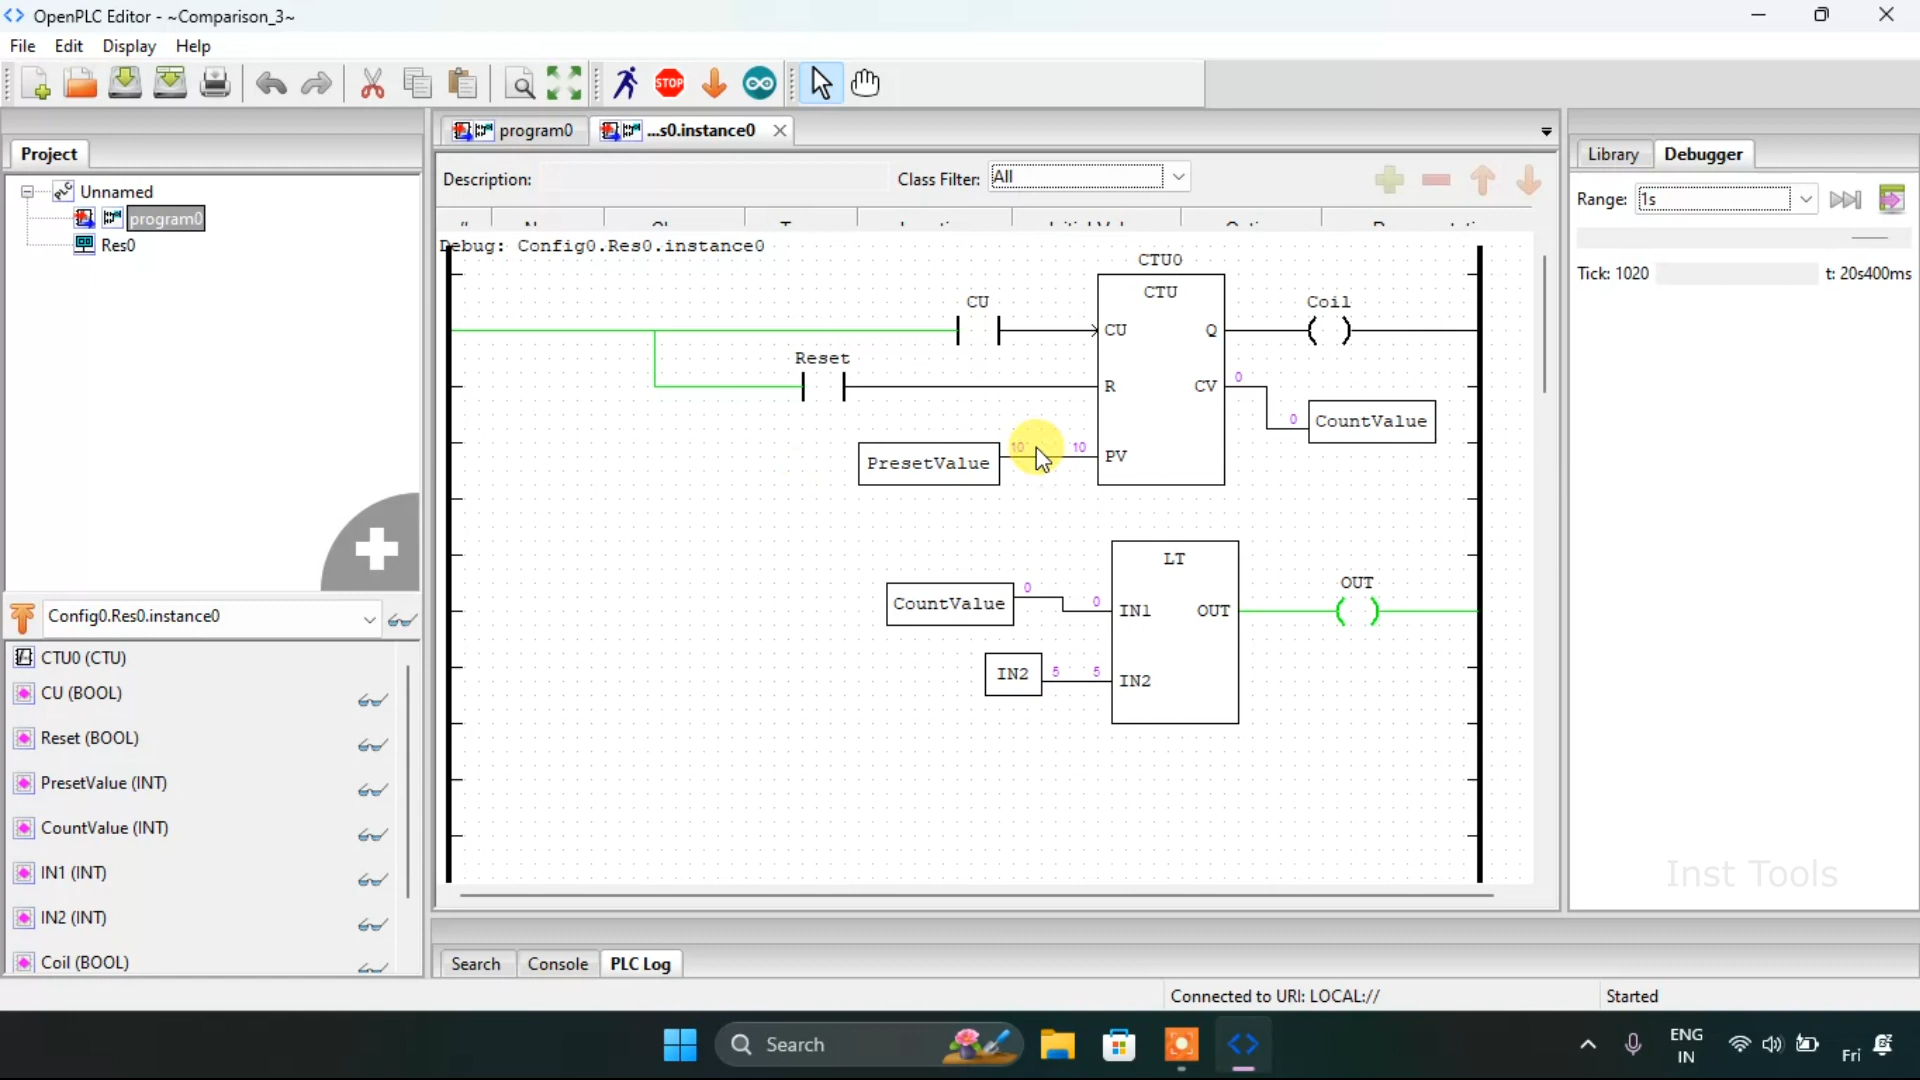 OpenPLC Editor - ~Comparison_3~
File Edit Display Help
STOP
Project
program0
...s0.instance0
Library
Debugger
Unnamed
program0
Res0
Description:
Class Filter: All
Range: 1s
Tick: 1020
t: 20s400ms
Debug: Config0.Res0.instance0
CTU0
CTU
CU
CU
Q
Coil
Reset
R
CV
0
0
CountValue
PresetValue
10
10
PV
LT
CountValue
0
0
IN1
OUT
OUT
IN2
5
5
IN2
Config0.Res0.instance0
CTU0 (CTU)
CU (BOOL)
Reset (BOOL)
PresetValue (INT)
CountValue (INT)
IN1 (INT)
IN2 (INT)
Coil (BOOL)
Inst Tools
Search
Console
PLC Log
Connected to URI: LOCAL://
Started
Search
ENG
IN
Fri